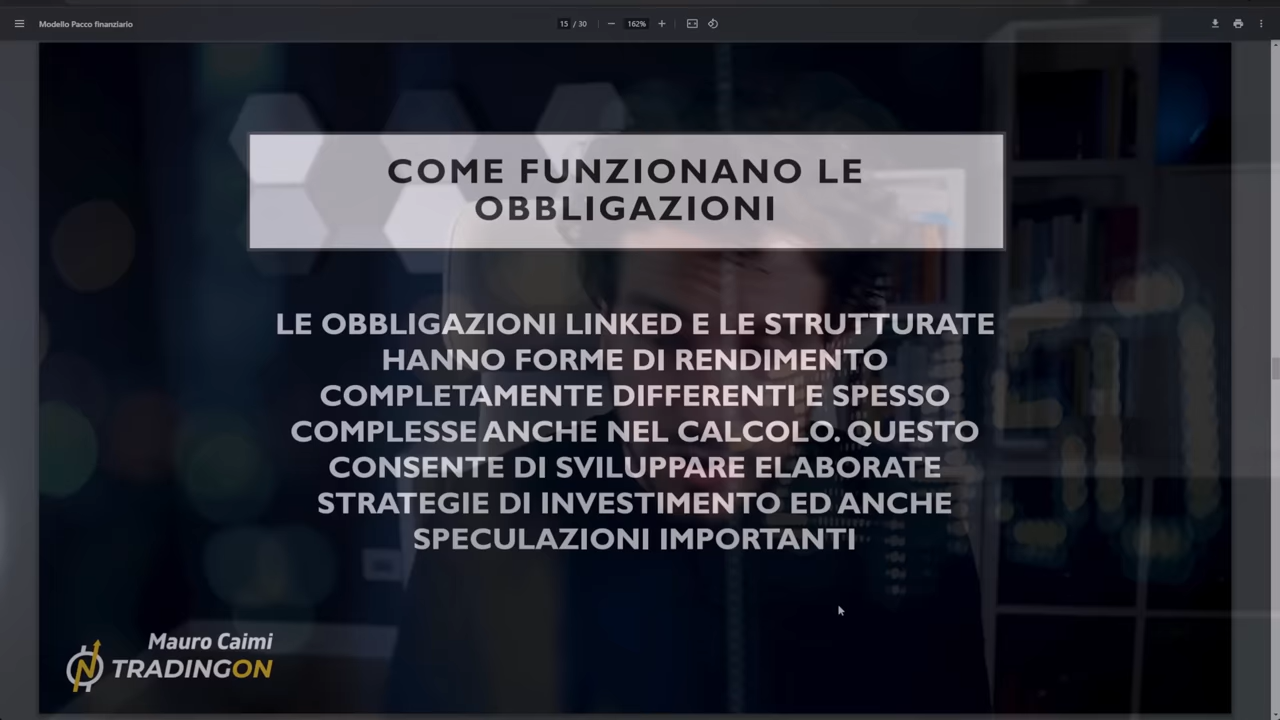 Modello Pacco finanziario
15 / 30
162%
COME FUNZIONANO LE
OBBLIGAZIONI
LE OBBLIGAZIONI LINKED E LE STRUTTURATE
HANNO FORME DI RENDIMENTO
COMPLETAMENTE DIFFERENTI E SPESSO
COMPLESSE ANCHE NEL CALCOLO. QUESTO
CONSENTE DI SVILUPPARE ELABORATE
STRATEGIE DI INVESTIMENTO ED ANCHE
SPECULAZIONI IMPORTANTI
Mauro Caimi
TRADINGON